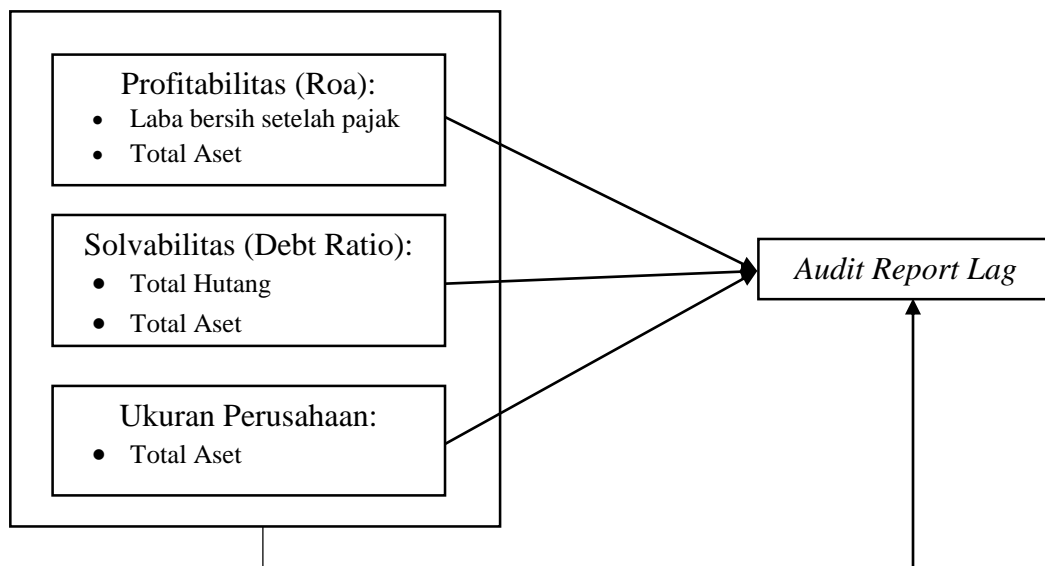 Profitabilitas (Roa):
• Laba bersih setelah pajak
• Total Aset
Solvabilitas (Debt Ratio):
• Total Hutang
• Total Aset
Ukuran Perusahaan:
• Total Aset
Audit Report Lag